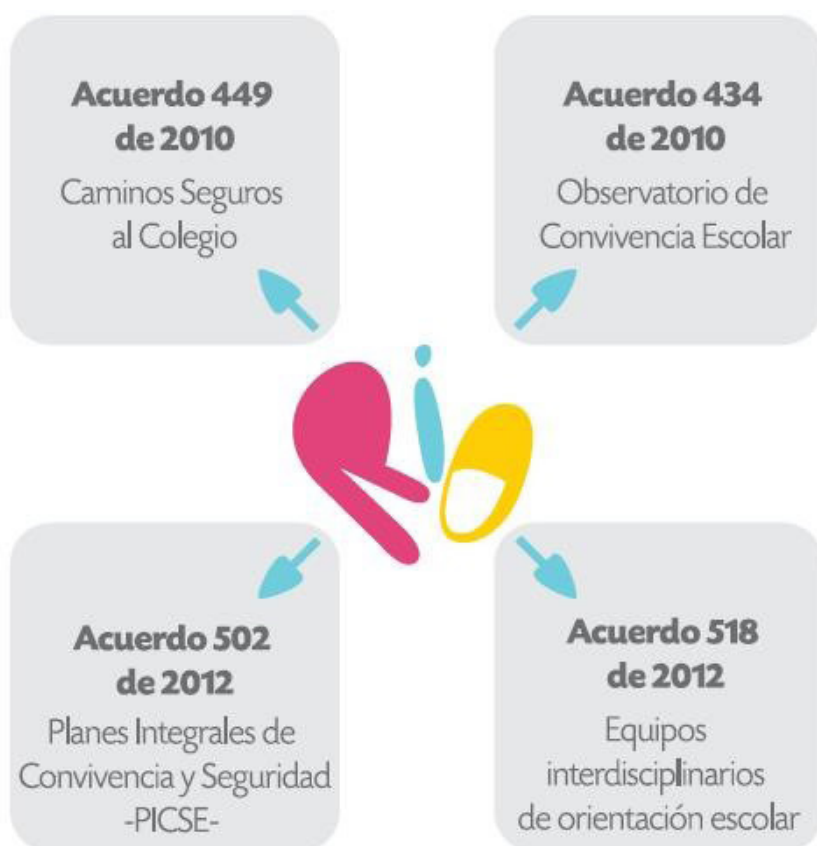 Acuerdo 449
de 2010
Caminos Seguros
al Colegio
Acuerdo 434
de 2010
Observatorio de
Convivencia Escolar
Rio
Acuerdo 502
de 2012
Planes Integrales de
Convivencia y Seguridad
-PICSE-
Acuerdo 518
de 2012
Equipos
interdisciplinarios
de orientación escolar